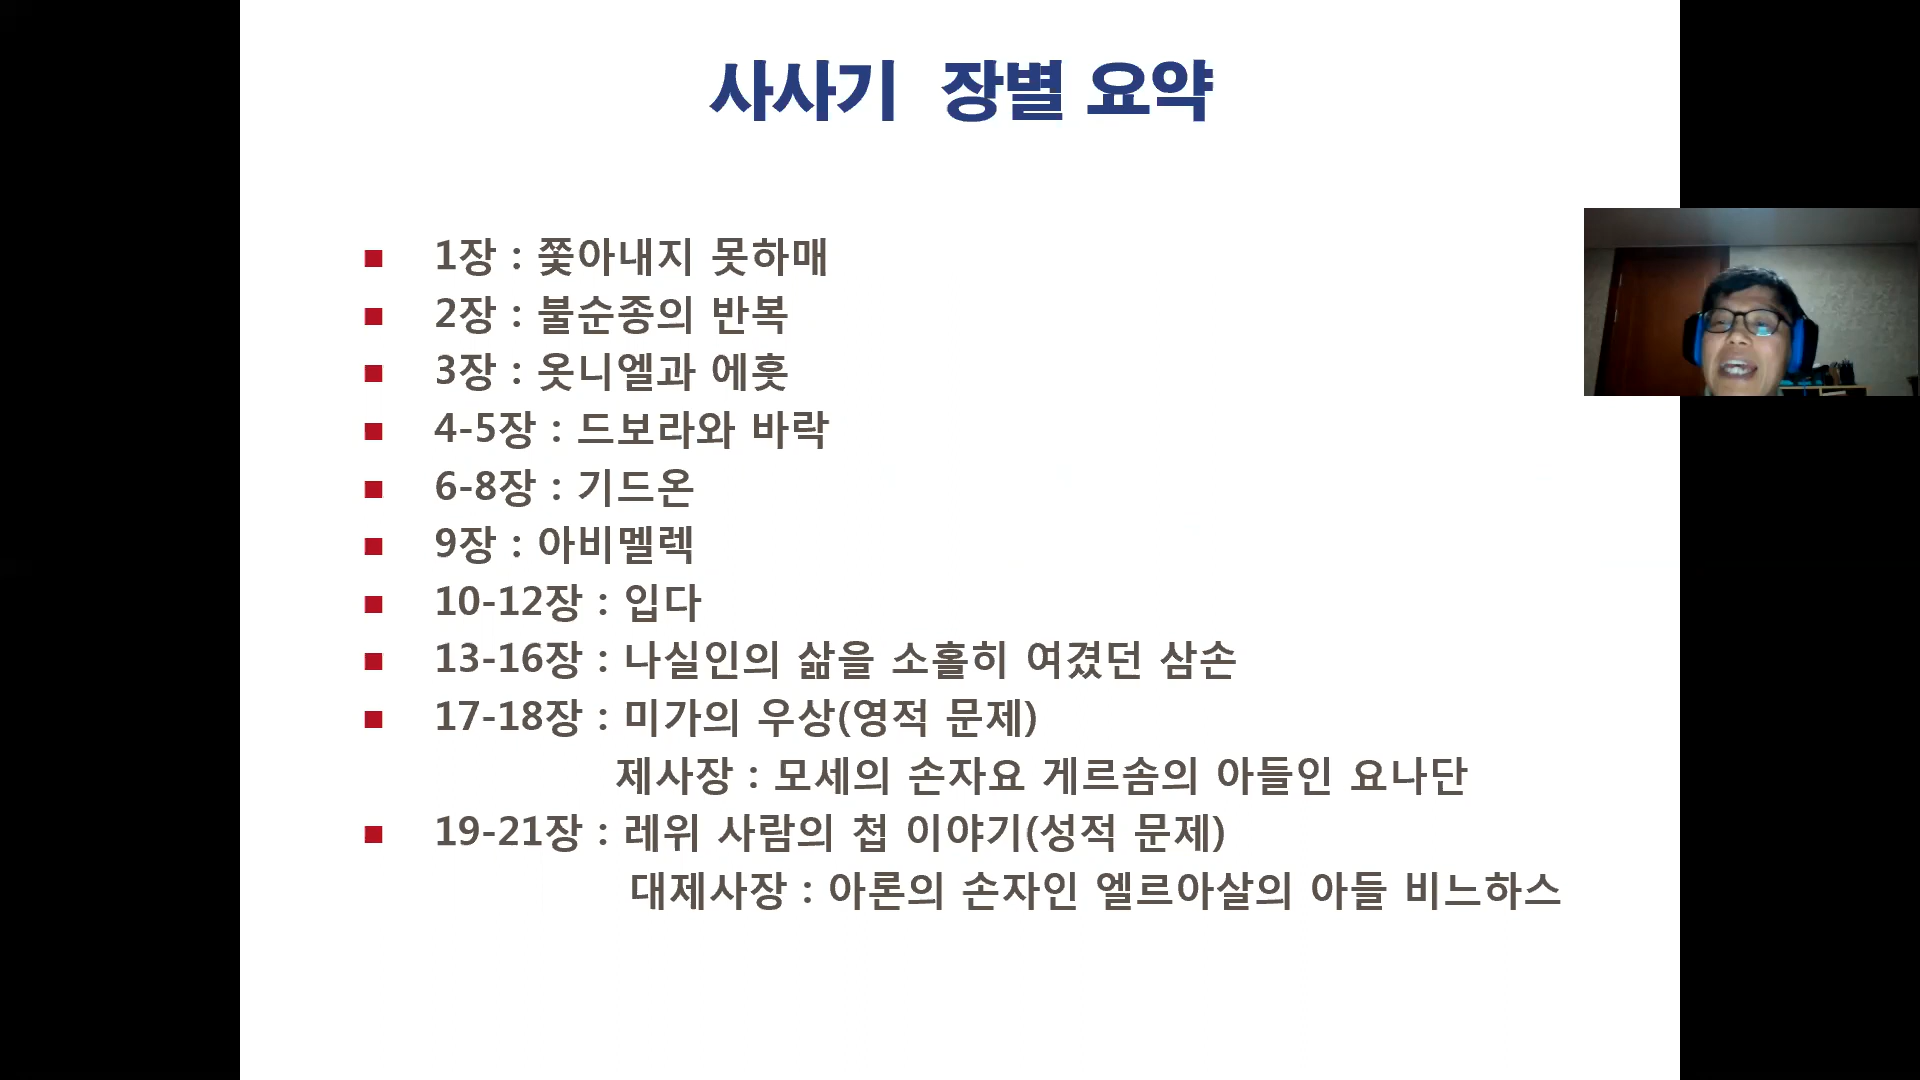 사사기 장별 요약
1장 : 쫓아내지 못하매
2장 : 불순종의 반복
3장 : 옷니엘과 에훗
4-5장 : 드보라와 바락
6-8장 : 기드온
9장 : 아비멜렉
10-12장 : 입다
13-16장 : 나실인의 삶을 소홀히 여겼던 삼손
17-18장 : 미가의 우상(영적 문제)
제사장 : 모세의 손자요 게르솜의 아들인 요나단
19-21장 : 레위 사람의 첩 이야기(성적 문제)
대제사장 : 아론의 손자인 엘르아살의 아들 비느하스